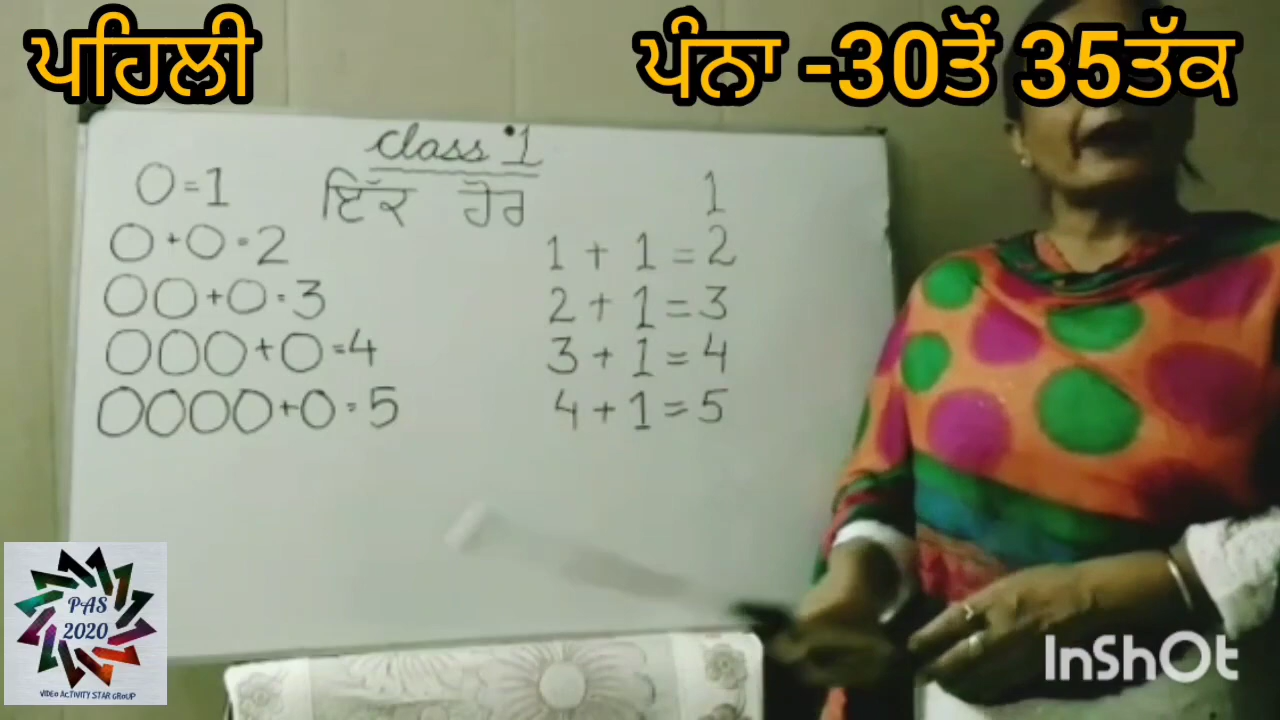 ਪਹਿਲੀ
ਪੰਨਾ -30ਤੋਂ 35ਤੱਕ
class 1
ਇੱਕ ਹੋਰ
0=1
0+0=2
00+0=3
000+0=4
0000+0=5
1
1 + 1 = 2
2 + 1 = 3
3 + 1 = 4
4 + 1 = 5
PAS
2020
VIDEO ACTIVITY STAR GROUP
InShOt